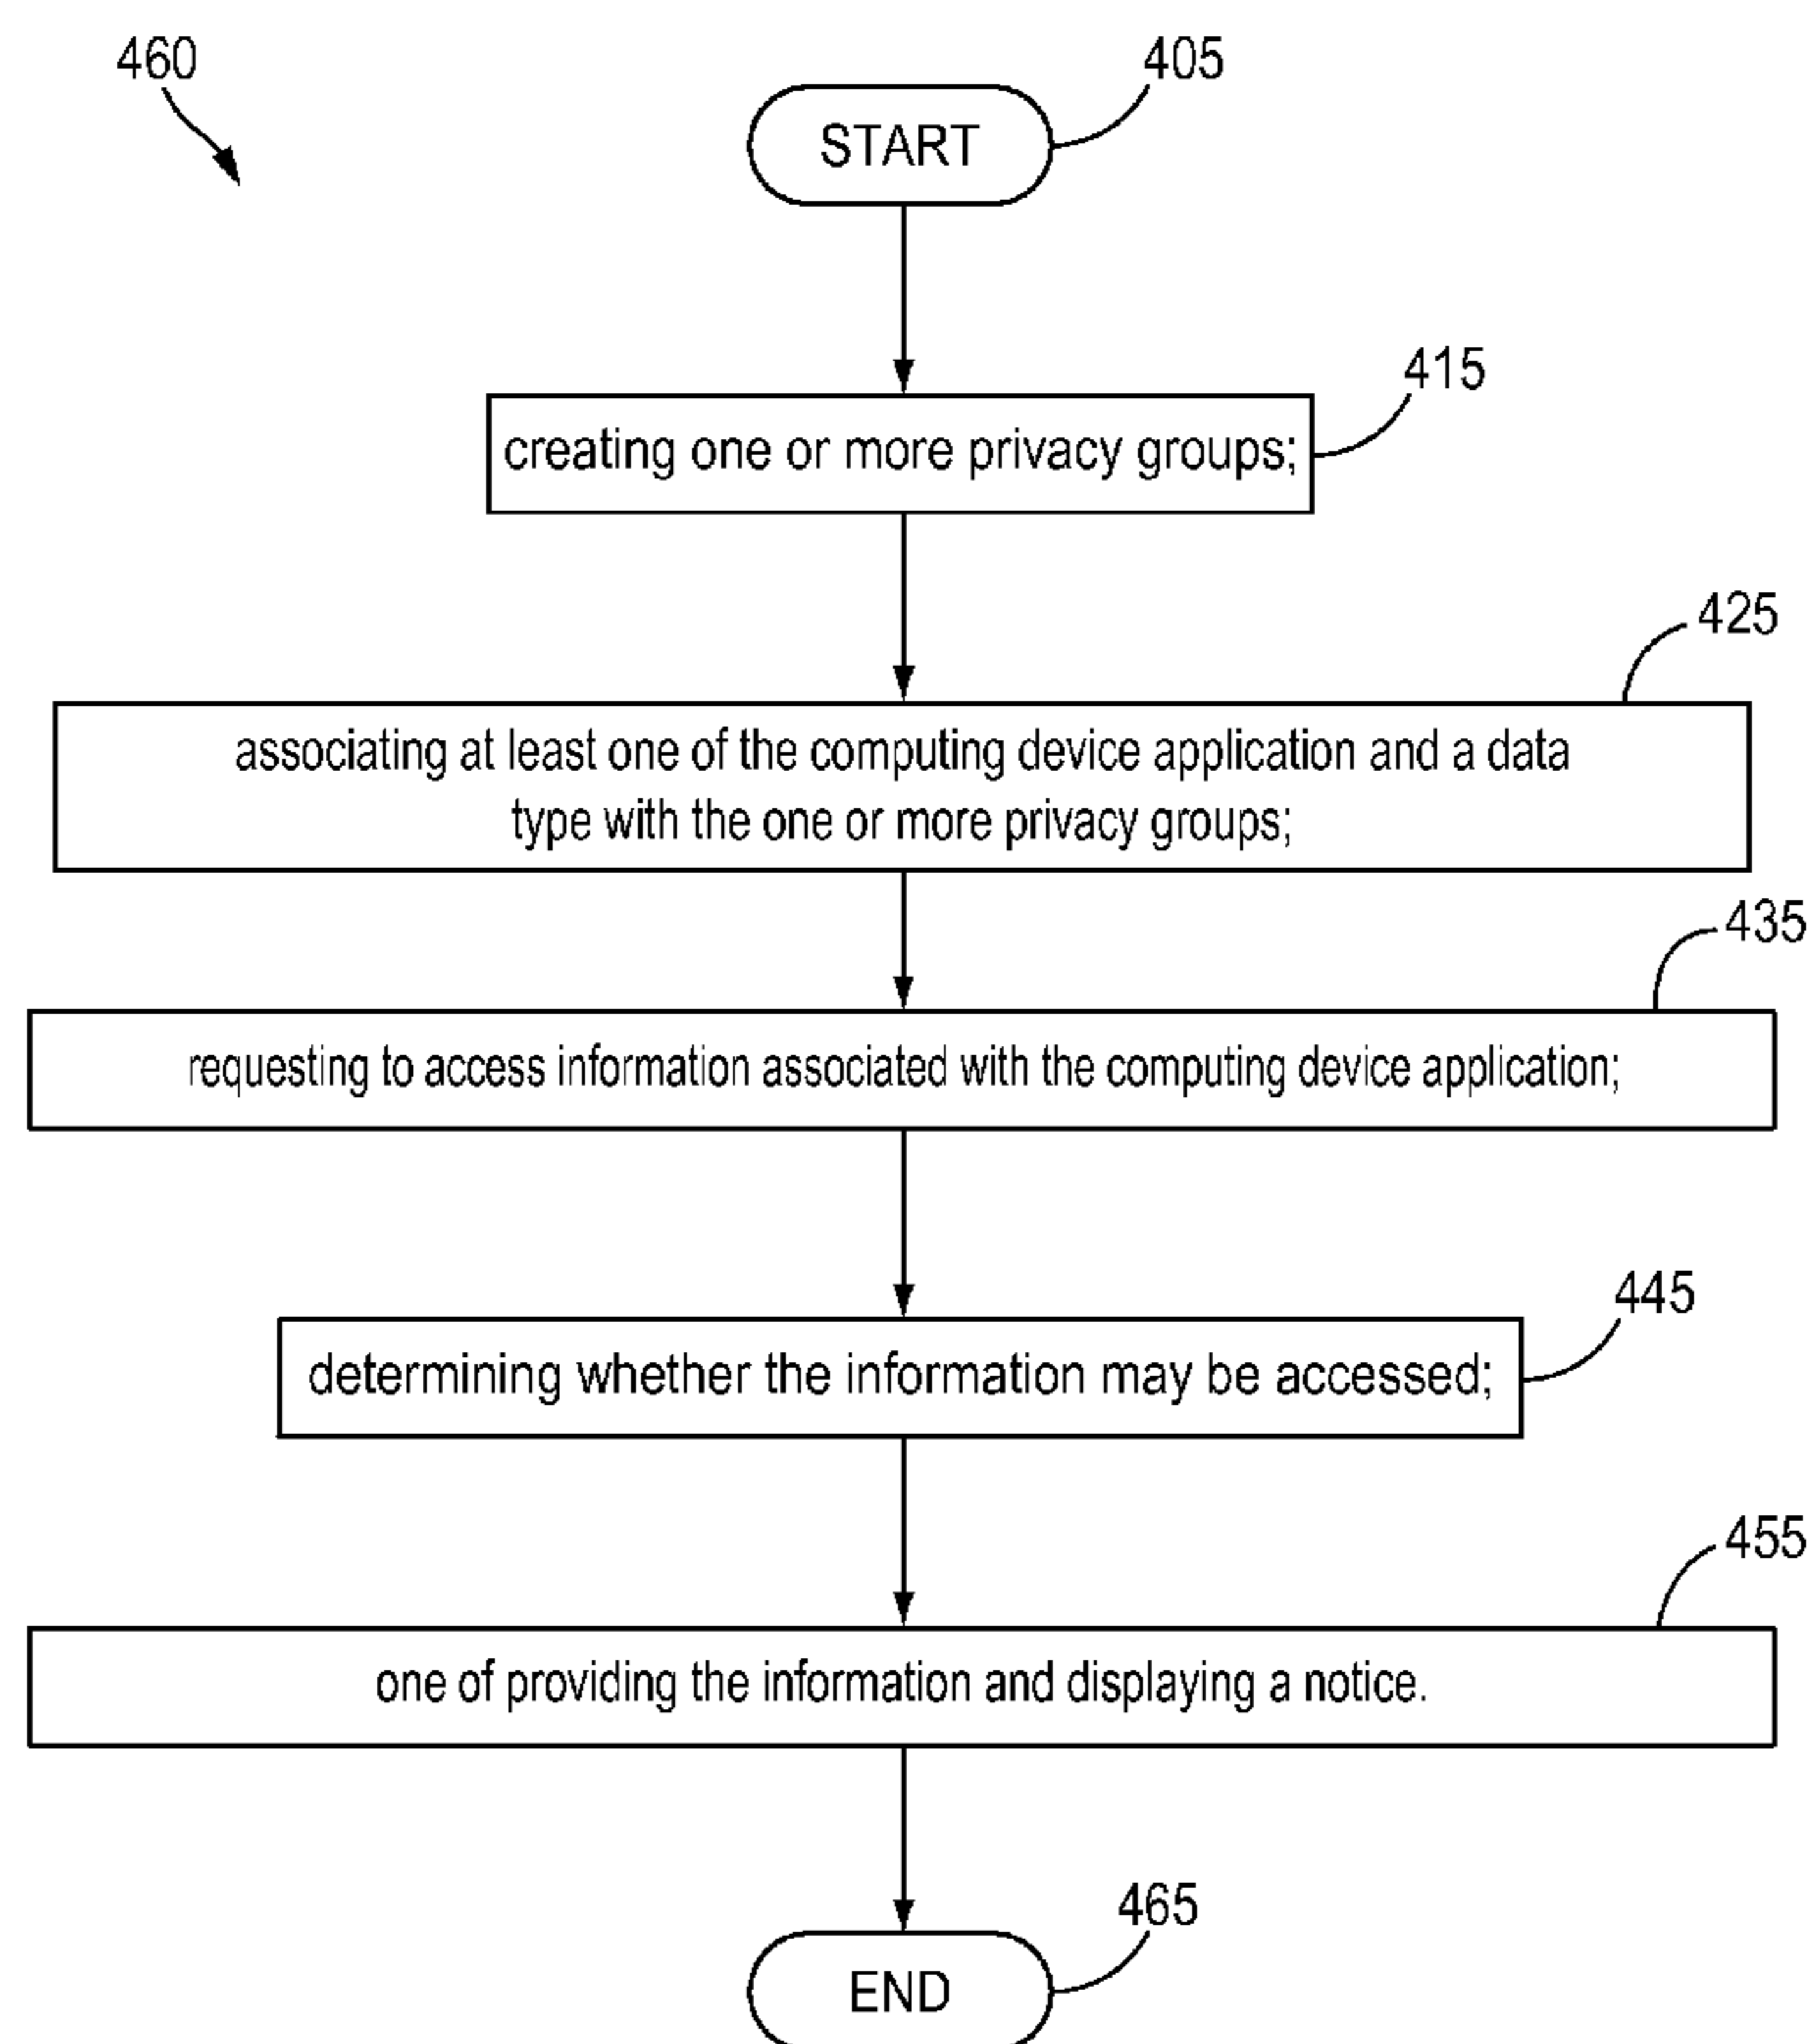 460
405
START
415
creating one or more privacy groups;
425
associating at least one of the computing device application and a data
type with the one or more privacy groups;
435
requesting to access information associated with the computing device application;
445
determining whether the information may be accessed;
455
one of providing the information and displaying a notice.
465
END